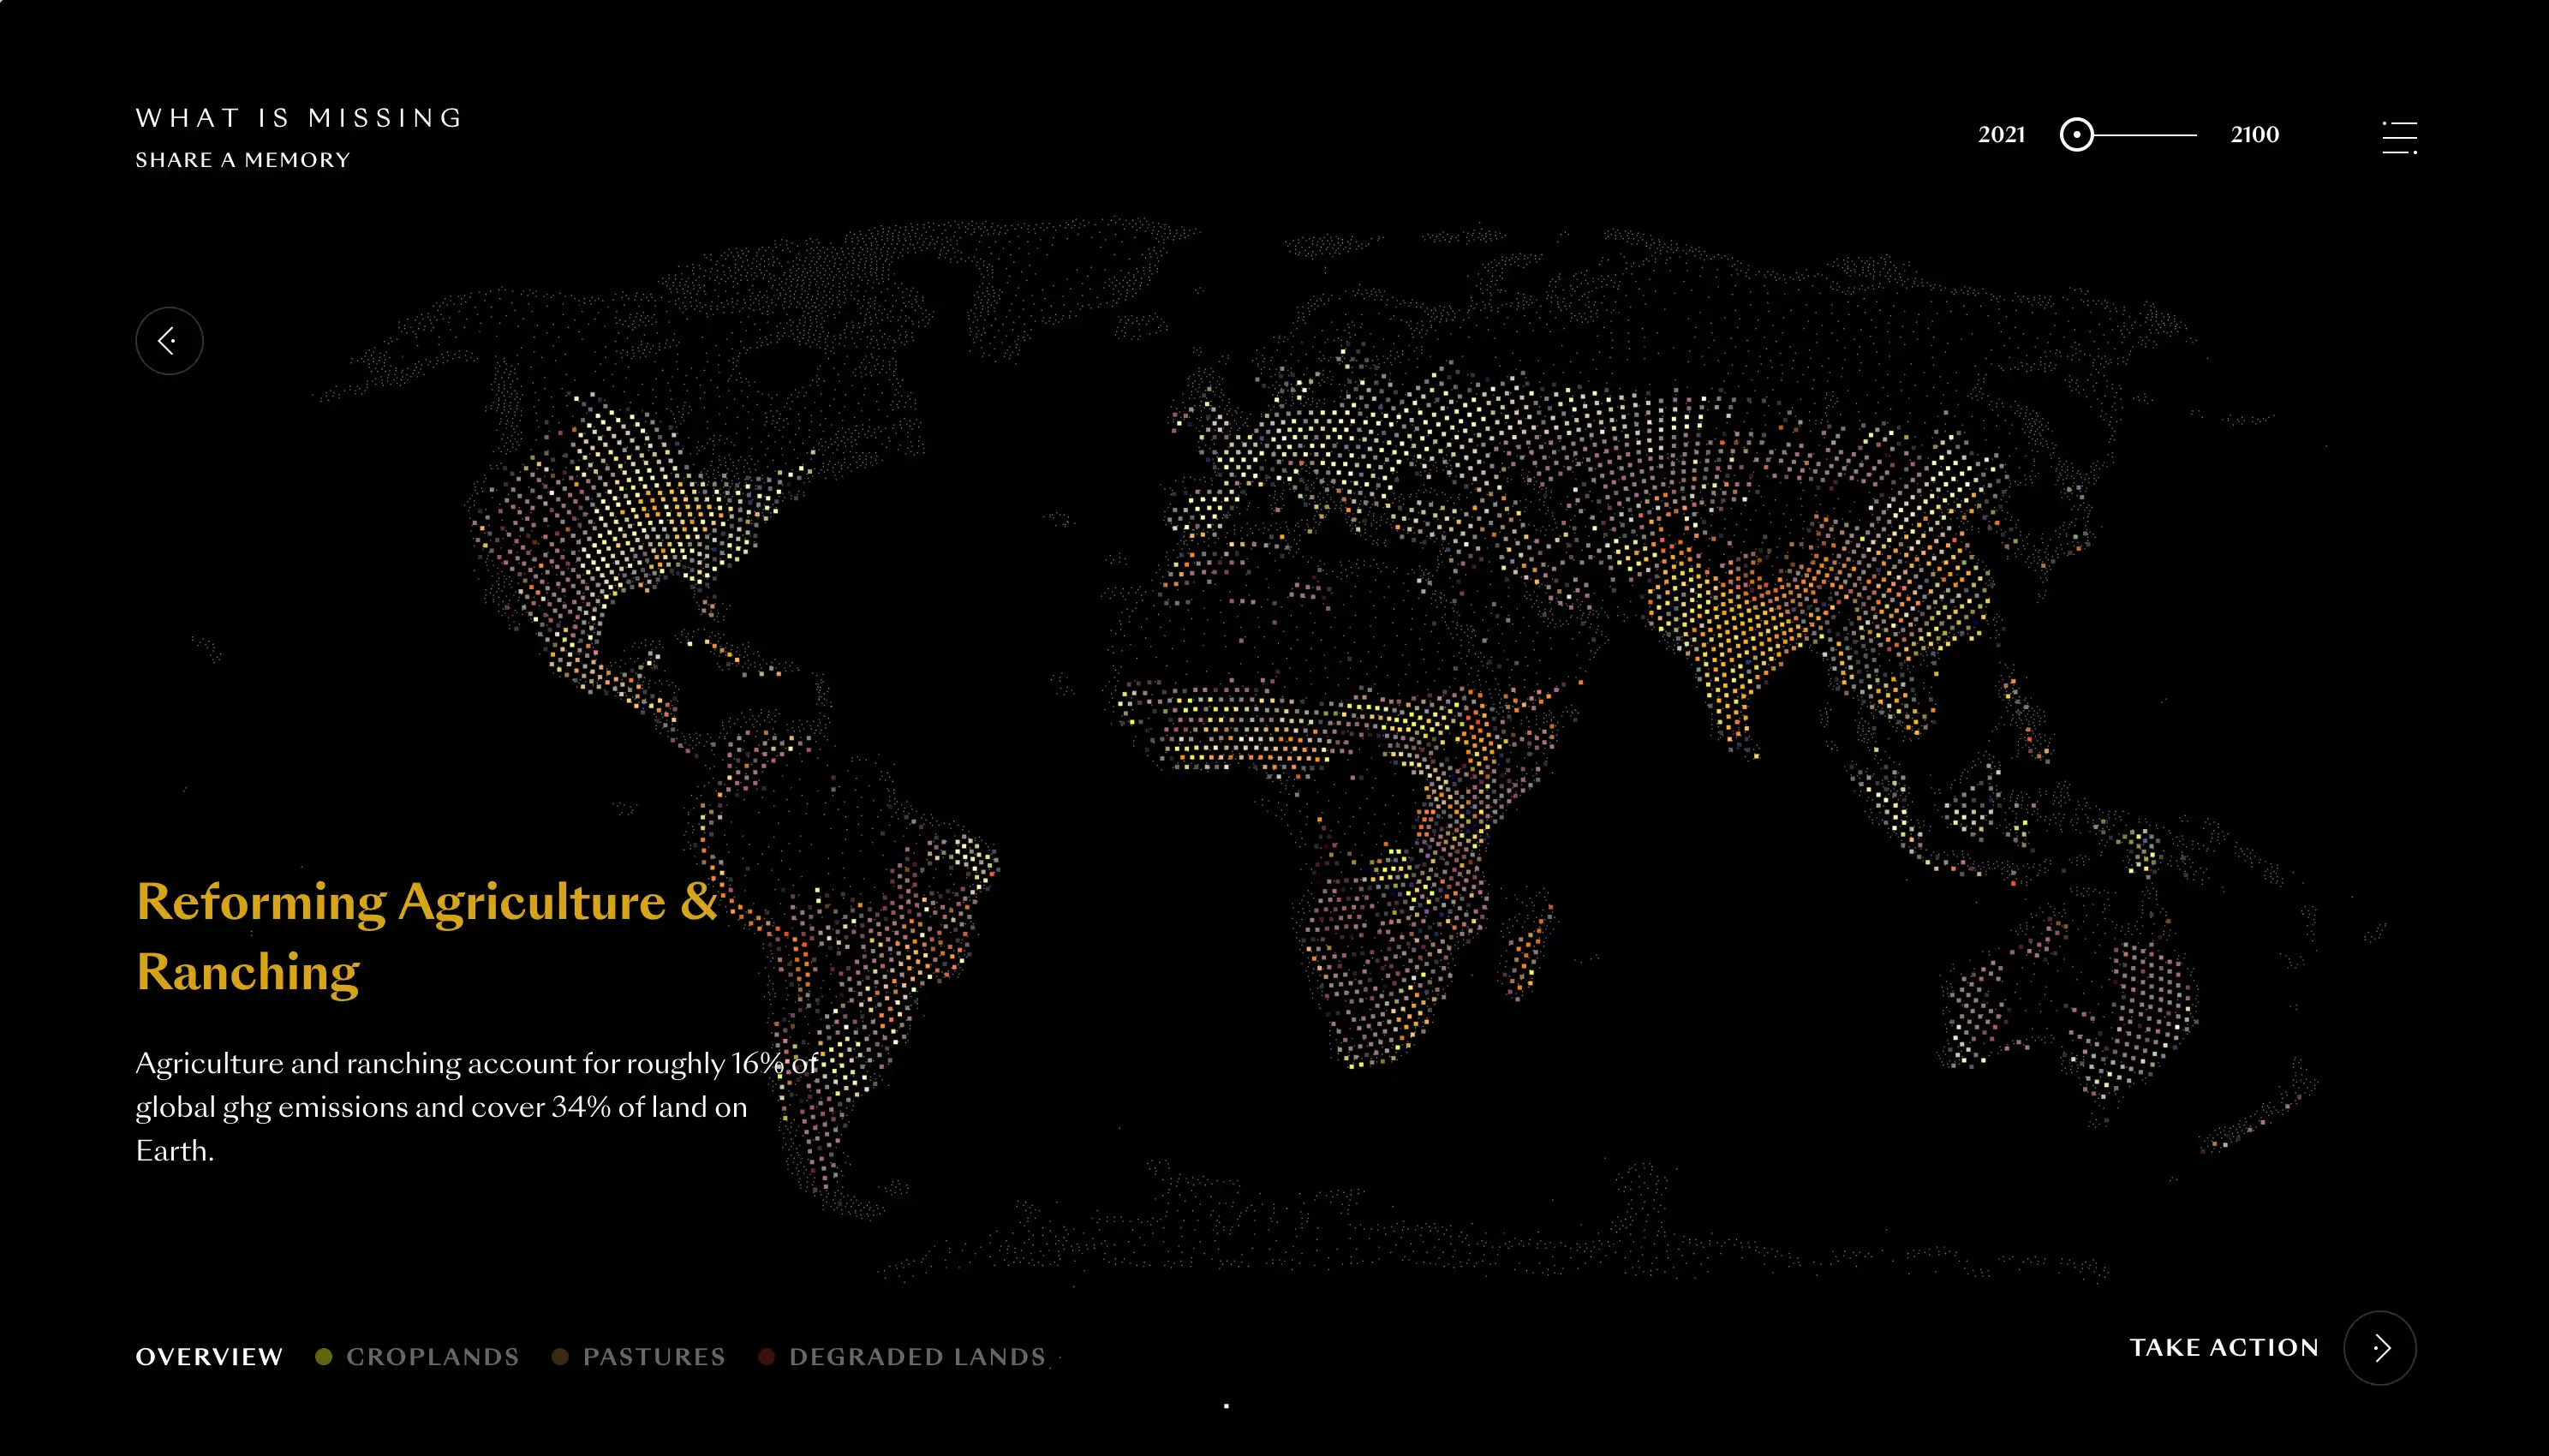 WHAT IS MISSING
SHARE A MEMORY
2021
2100
Reforming Agriculture &
Ranching
Agriculture and ranching account for roughly 16% of
global ghg emissions and cover 34% of land on
Earth.
OVERVIEW
CROPLANDS
PASTURES
DEGRADED LANDS
TAKE ACTION